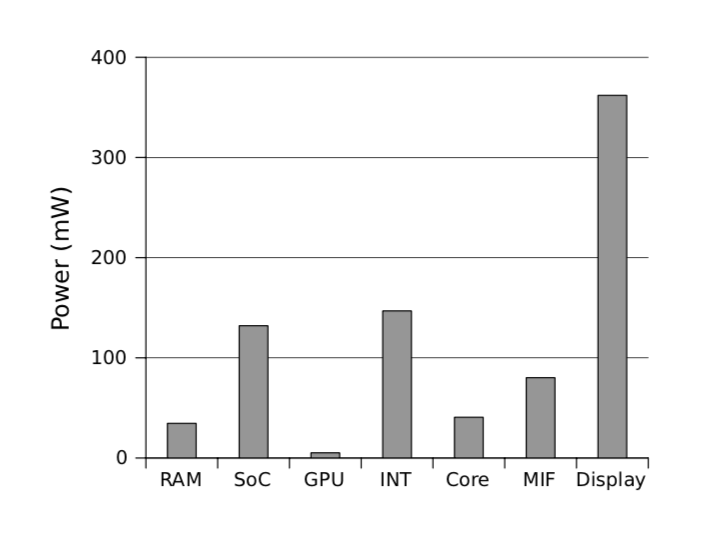 400
300
200
100
0
Power (mW)
RAM SoC GPU INT Core MIF Display